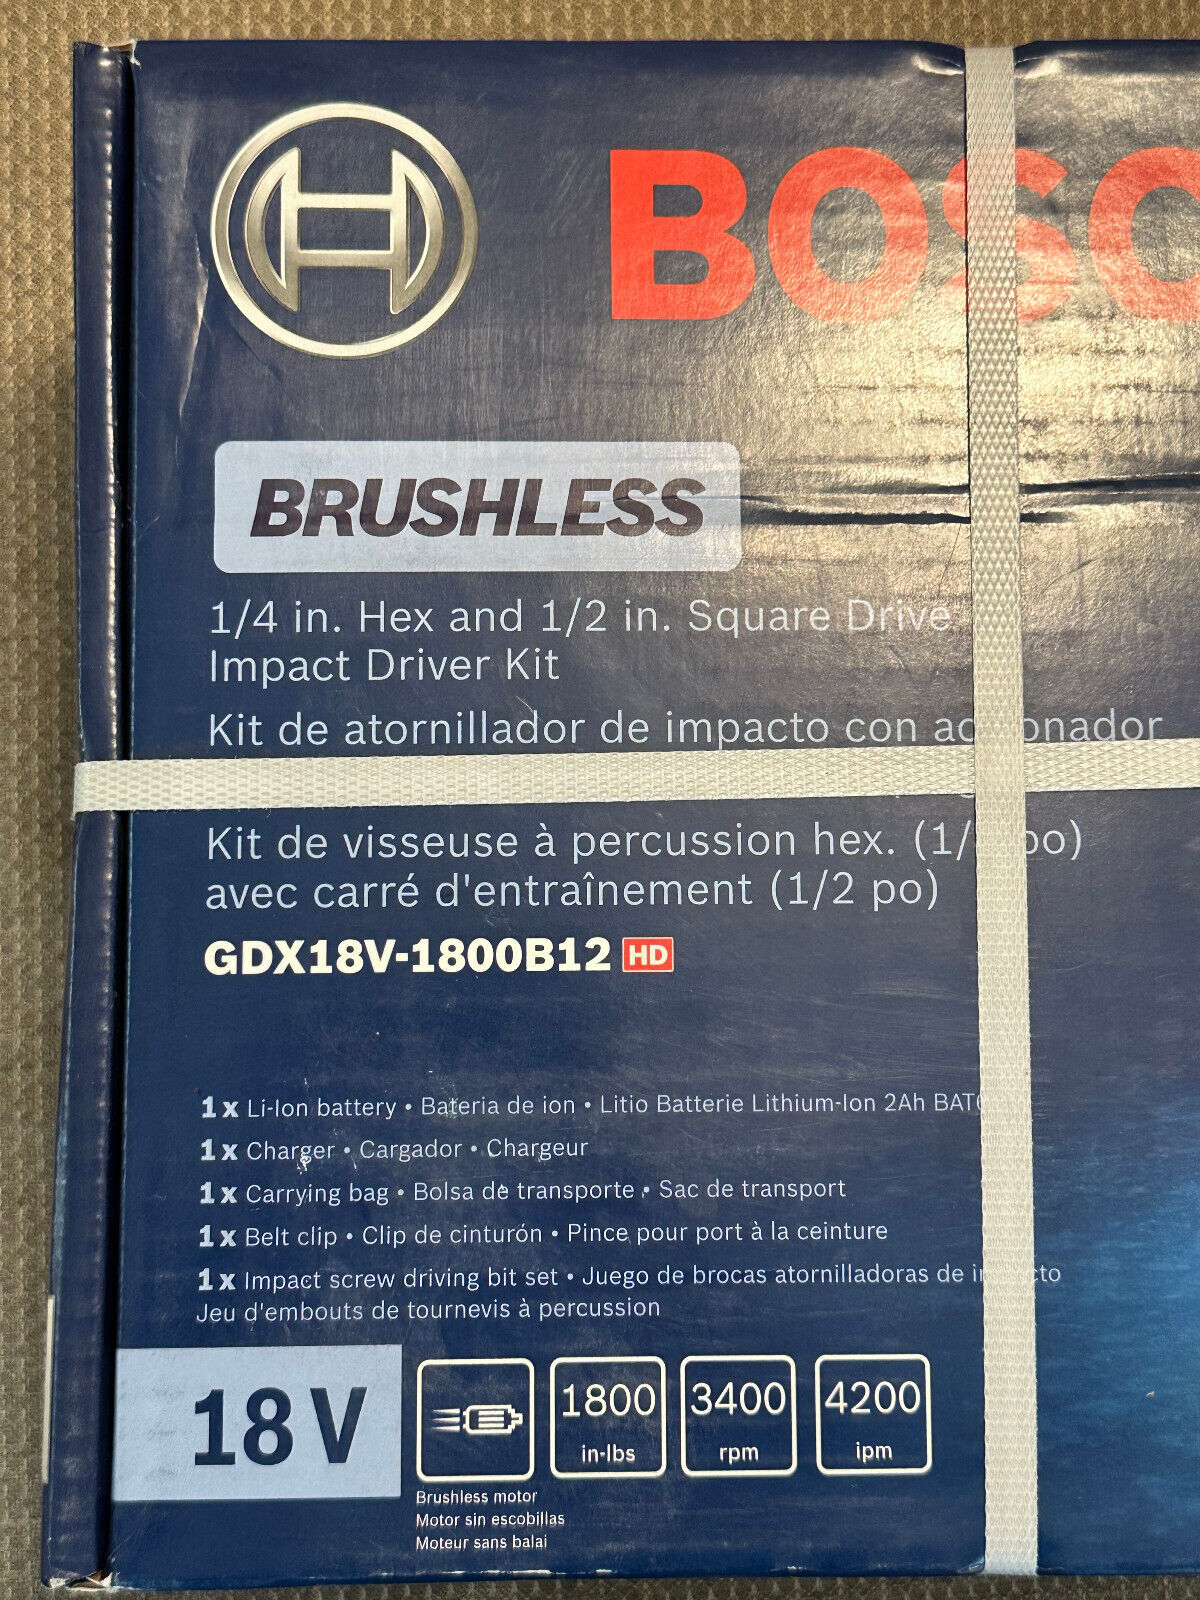 BOSC
BRUSHLESS
1/4 in. Hex and 1/2 in. Square Drive
Impact Driver Kit
Kit de atornillador de impacto con
Kit de visseuse à percussion hex. (1/ po)
avec carré d'entraînement (1/2 po)
GDX18V-1800B12 HD
1 x Li-Ion battery • Bateria de ion • Litio Batterie Lithium-Ion 2Ah
1 x Charger • Cargador • Chargeur
1 x Carrying bag • Bolsa de transporte • Sac de transport
1 x Belt clip • Clip de cinturón • Pince pour port à la ceinture
1 x Impact screw driving bit set • Juego de brocas atornilladoras de
Jeu d'embouts de tournevis à percussion
18 V
1800 in-lbs
3400 rpm
4200 ipm
Brushless motor
Motor sin escobillas
Moteur sans balai